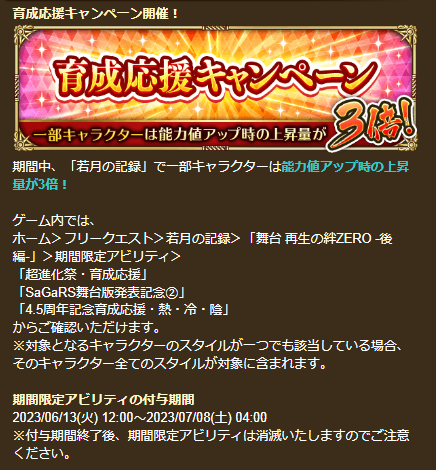 育成応援キャンペーン開催！
育成応援キャンペーン
一部キャラクターは能力値アップ時の上昇量が3倍!
期間中、「若月の記録」で一部キャラクターは能力値アップ時の上昇
量が3倍！
ゲーム内では、
ホーム＞フリークエスト＞若月の記録＞「舞台 再生の絆ZERO -後
編-」＞期間限定アビリティ＞
「超進化祭・育成応援」
「SaGaRS舞台版発表記念②」
「4.5周年記念育成応援・熱・冷・陰」
からご確認いただけます。
※対象となるキャラクターのスタイルが一つでも該当している場合、
そのキャラクター全てのスタイルが対象に含まれます。
期間限定アビリティの付与期間
2023/06/13(火) 12:00～2023/07/08(土) 04:00
※付与期間終了後、期間限定アビリティは消滅いたしますのでご注意
ください。